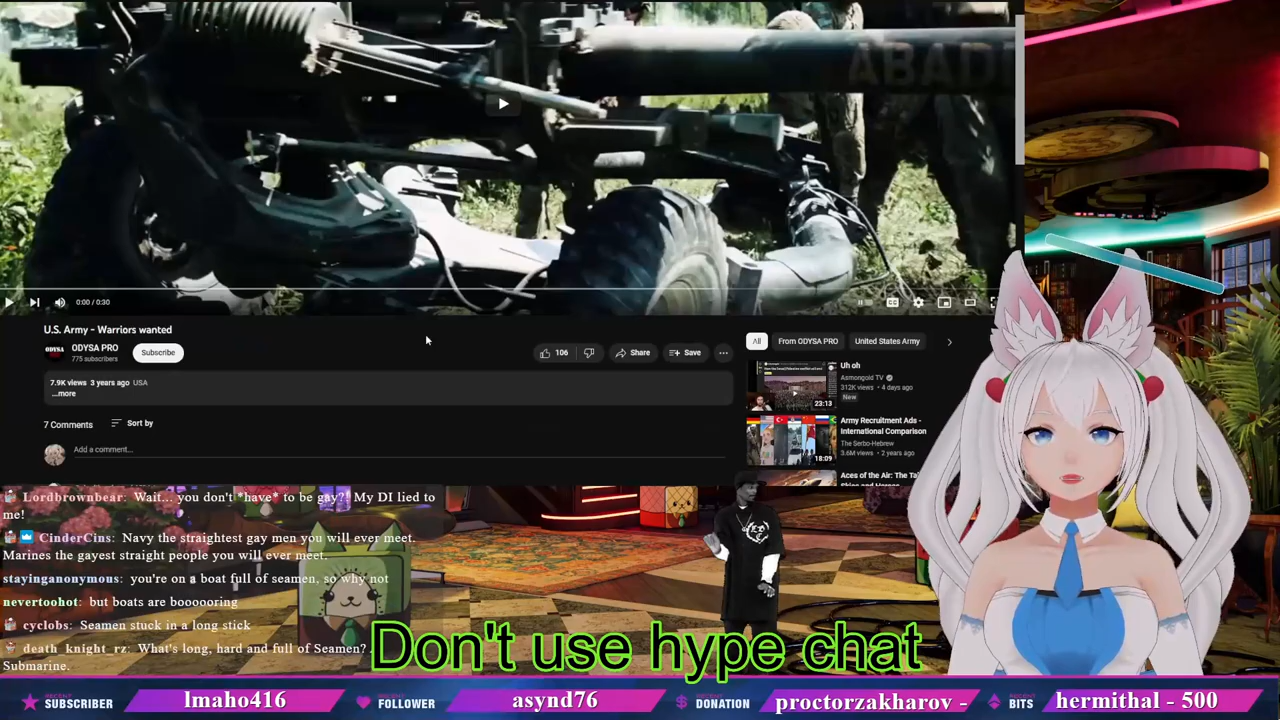 ABADI
0:00 / 0:30
U.S. Army - Warriors wanted
ODYSA PRO
775 subscribers
Subscribe
106
Share
Save
7.9K views 3 years ago USA
...more
7 Comments
Sort by
Add a comment...
All
From ODYSA PRO
United States Army
Uh oh
Asmongold TV
312K views • 4 days ago
New
23:13
Army Recruitment Ads -
International Comparison
The Serbo-Hebrew
3.6M views • 2 years ago
18:09
Aces of the Air: The
Lordbrownbear: Wait... you don't *have* to be gay?! My DI lied to
me!
CinderCins: Navy the straightest gay men you will ever meet.
Marines the gayest straight people you will ever meet.
stayinganonymous: you're on a boat full of seamen, so why not
nevertoohot: but boats are boooooring
cyclobs: Seamen stuck in a long stick
death_knight_rz: What's long, hard and full of Seamen? A
Submarine.
Don't use hype chat
RECENT
SUBSCRIBER
lmaho416
RECENT
FOLLOWER
asynd76
RECENT
DONATION
proctorzakharov -
RECENT
BITS
hermithal - 500